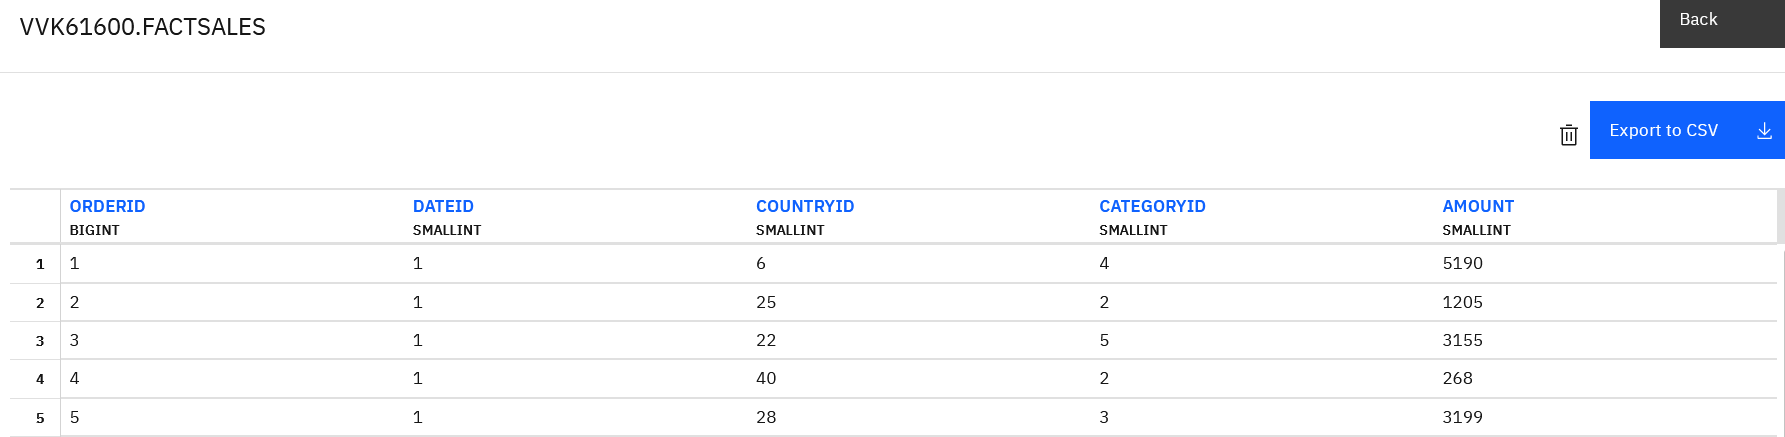 VVK61600.FACTSALES
Back
Export to CSV
ORDERID DATEID COUNTRYID CATEGORYID AMOUNT
BIGINT SMALLINT SMALLINT SMALLINT SMALLINT
1 1 1 6 4 5190
2 2 1 25 2 1205
3 3 1 22 5 3155
4 4 1 40 2 268
5 5 1 28 3 3199